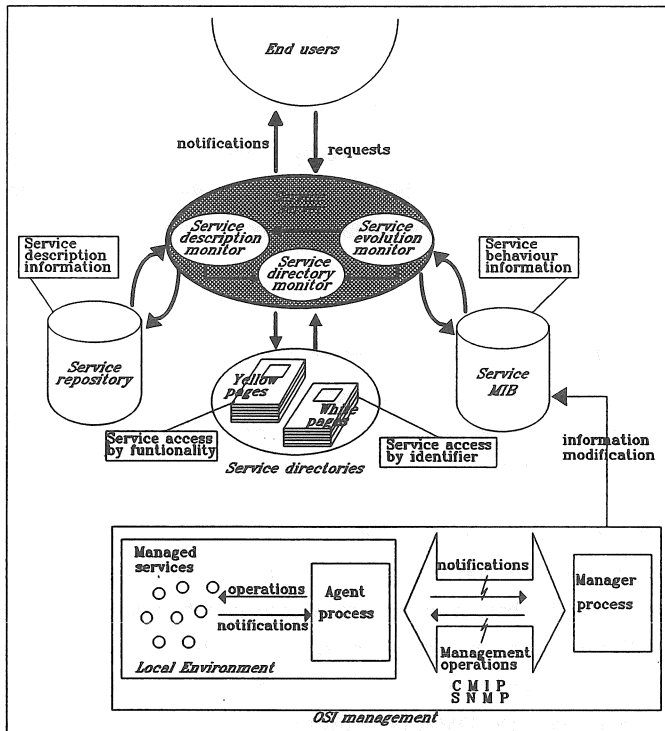 End users
notifications
requests
Service
description
monitor
Service
evolution
monitor
Service
directory
monitor
Service
description
information
Service
behaviour
information
Service
repository
Service
MIB
Yellow
pages
White
pages
Service access
by funtionality
Service access
by identifier
Service directories
information
modification
Managed
services
operations
notifications
Agent
process
Local Environment
notifications
Management
operations
C M I P
S N M P
Manager
process
OSI management